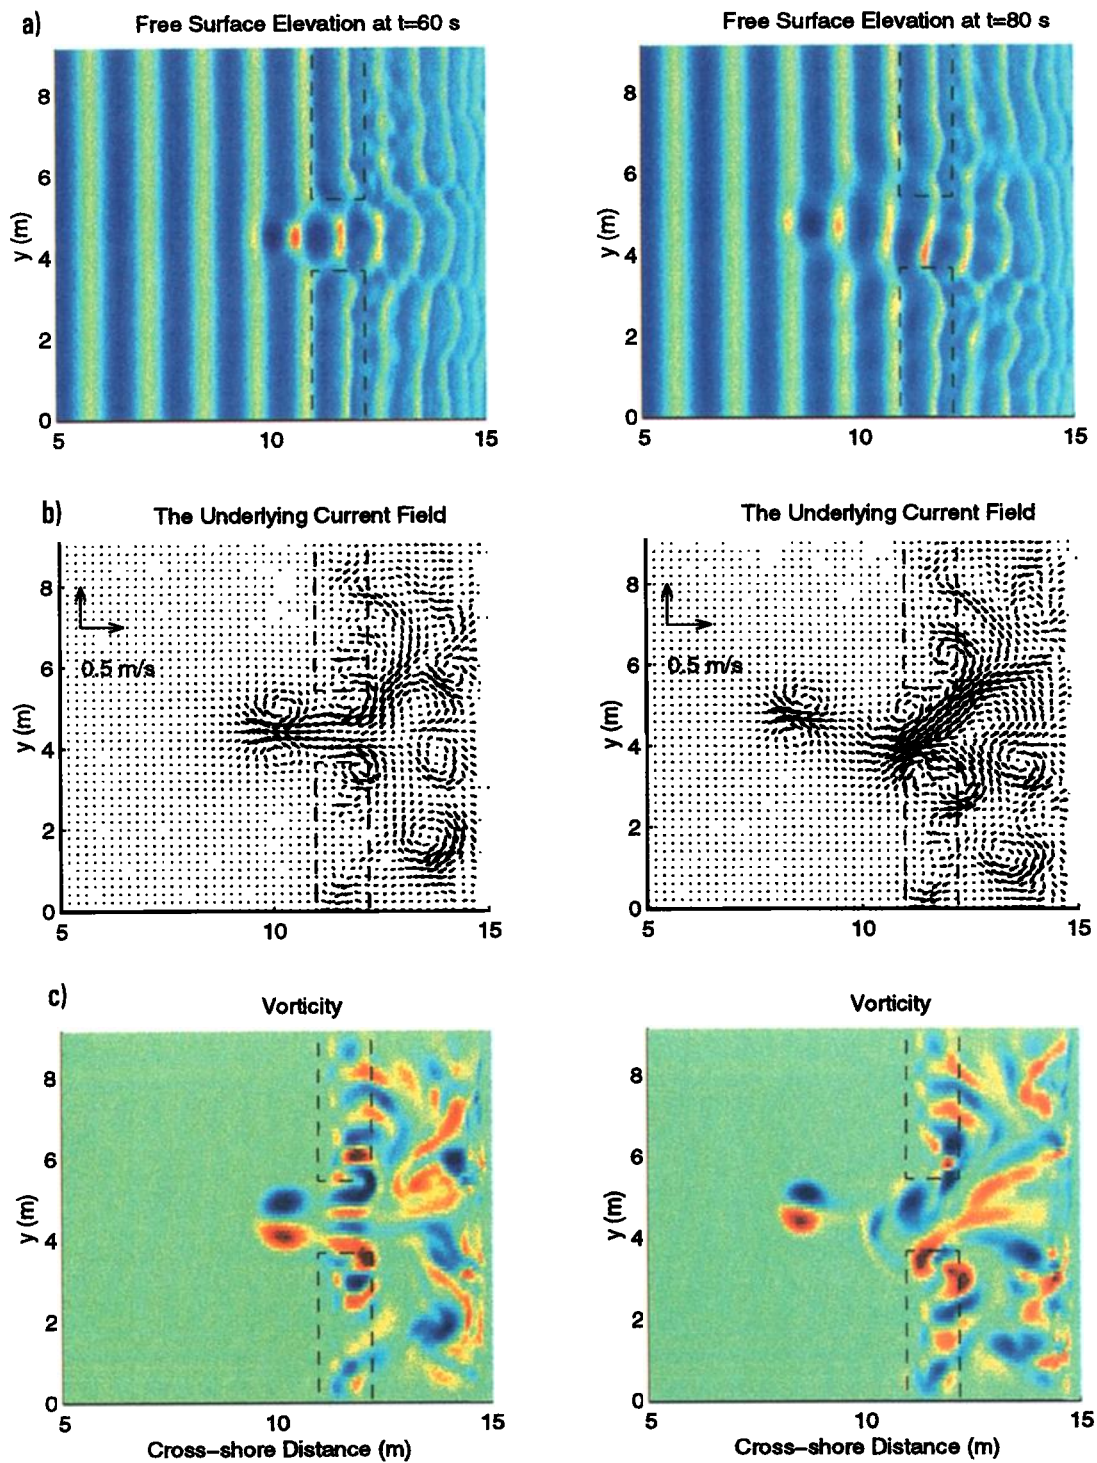 a)
Free Surface Elevation at t=60 s
Free Surface Elevation at t=80 s
y (m)
8
6
4
2
0
5
10
15
y (m)
8
6
4
2
0
5
10
15
b)
The Underlying Current Field
The Underlying Current Field
y (m)
8
6
4
2
0
0.5 m/s
5
10
15
y (m)
8
6
4
2
0
0.5 m/s
5
10
15
c)
Vorticity
Vorticity
y (m)
8
6
4
2
0
5
10
15
Cross-shore Distance (m)
y (m)
8
6
4
2
0
5
10
15
Cross-shore Distance (m)